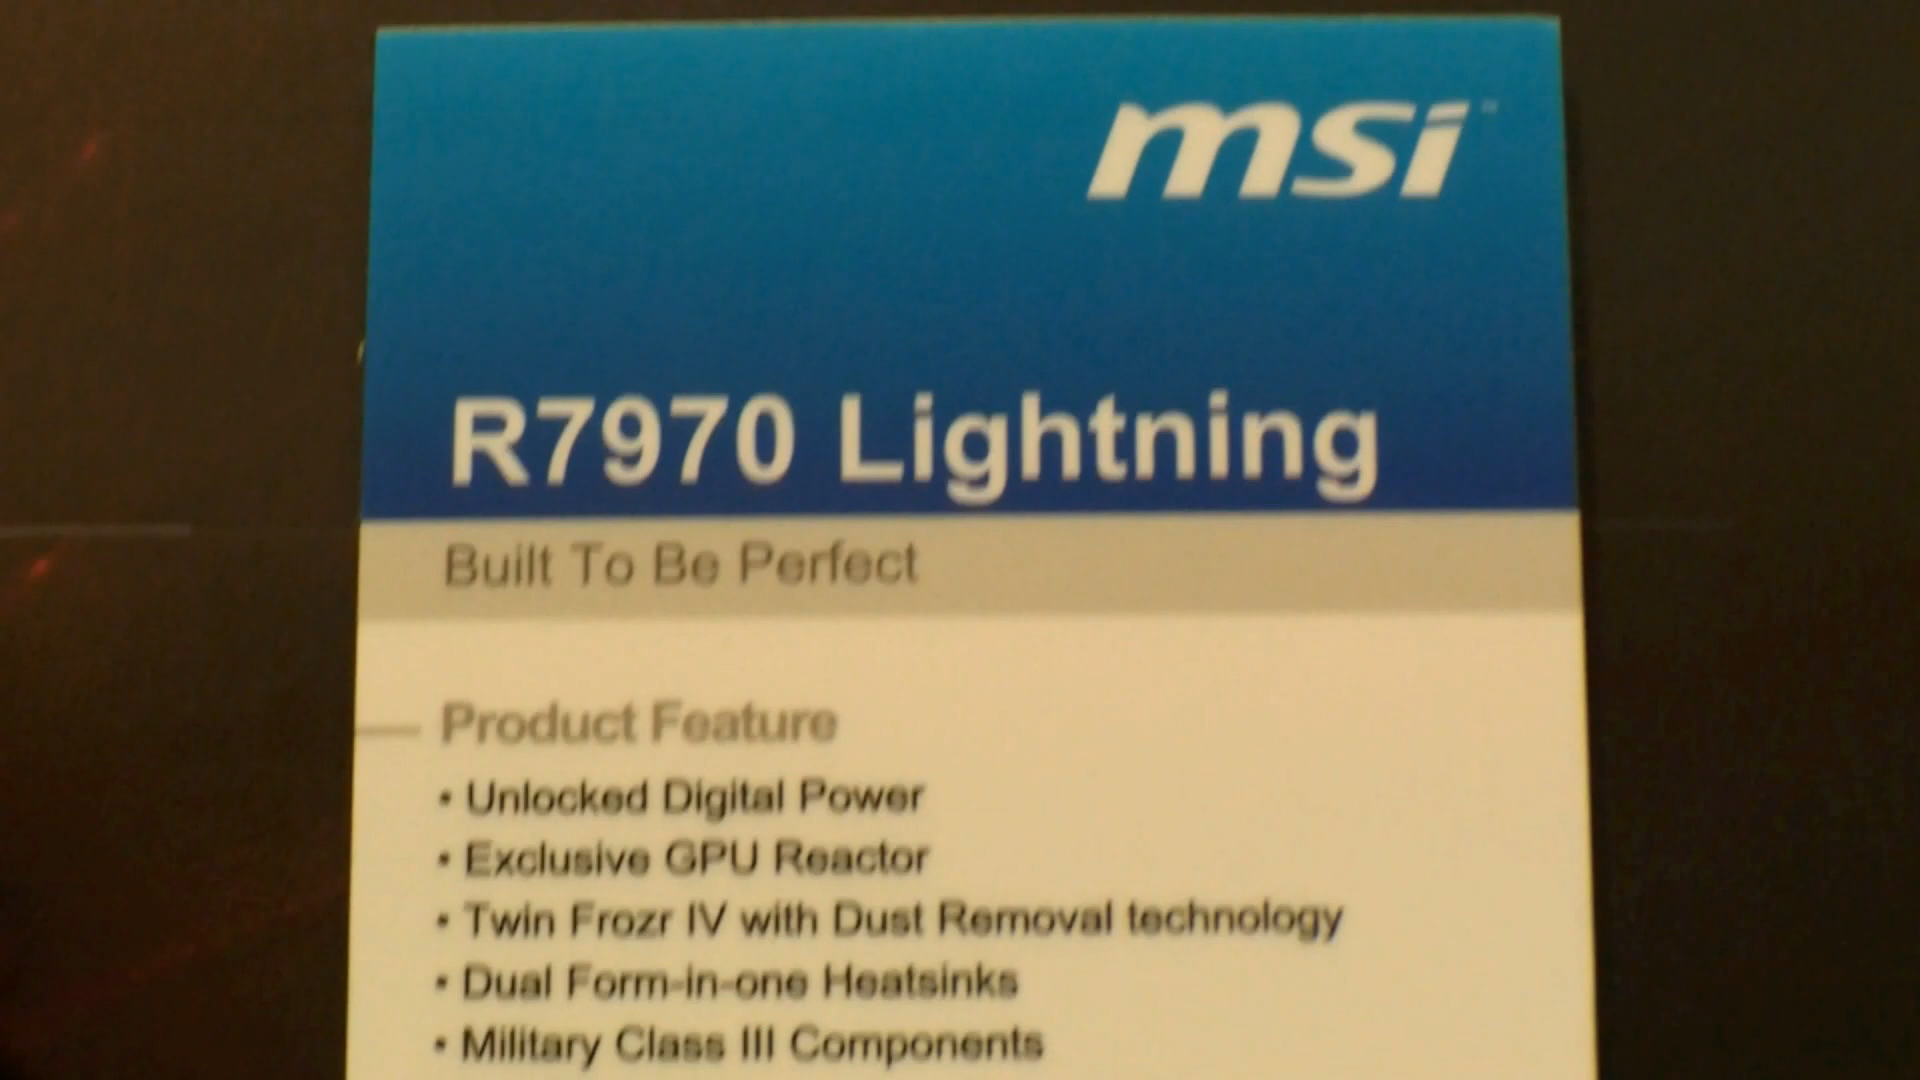 msi™
R7970 Lightning
Built To Be Perfect
Product Feature
• Unlocked Digital Power
• Exclusive GPU Reactor
• Twin Frozr IV with Dust Removal technology
• Dual Form-in-one Heatsinks
• Military Class III Components